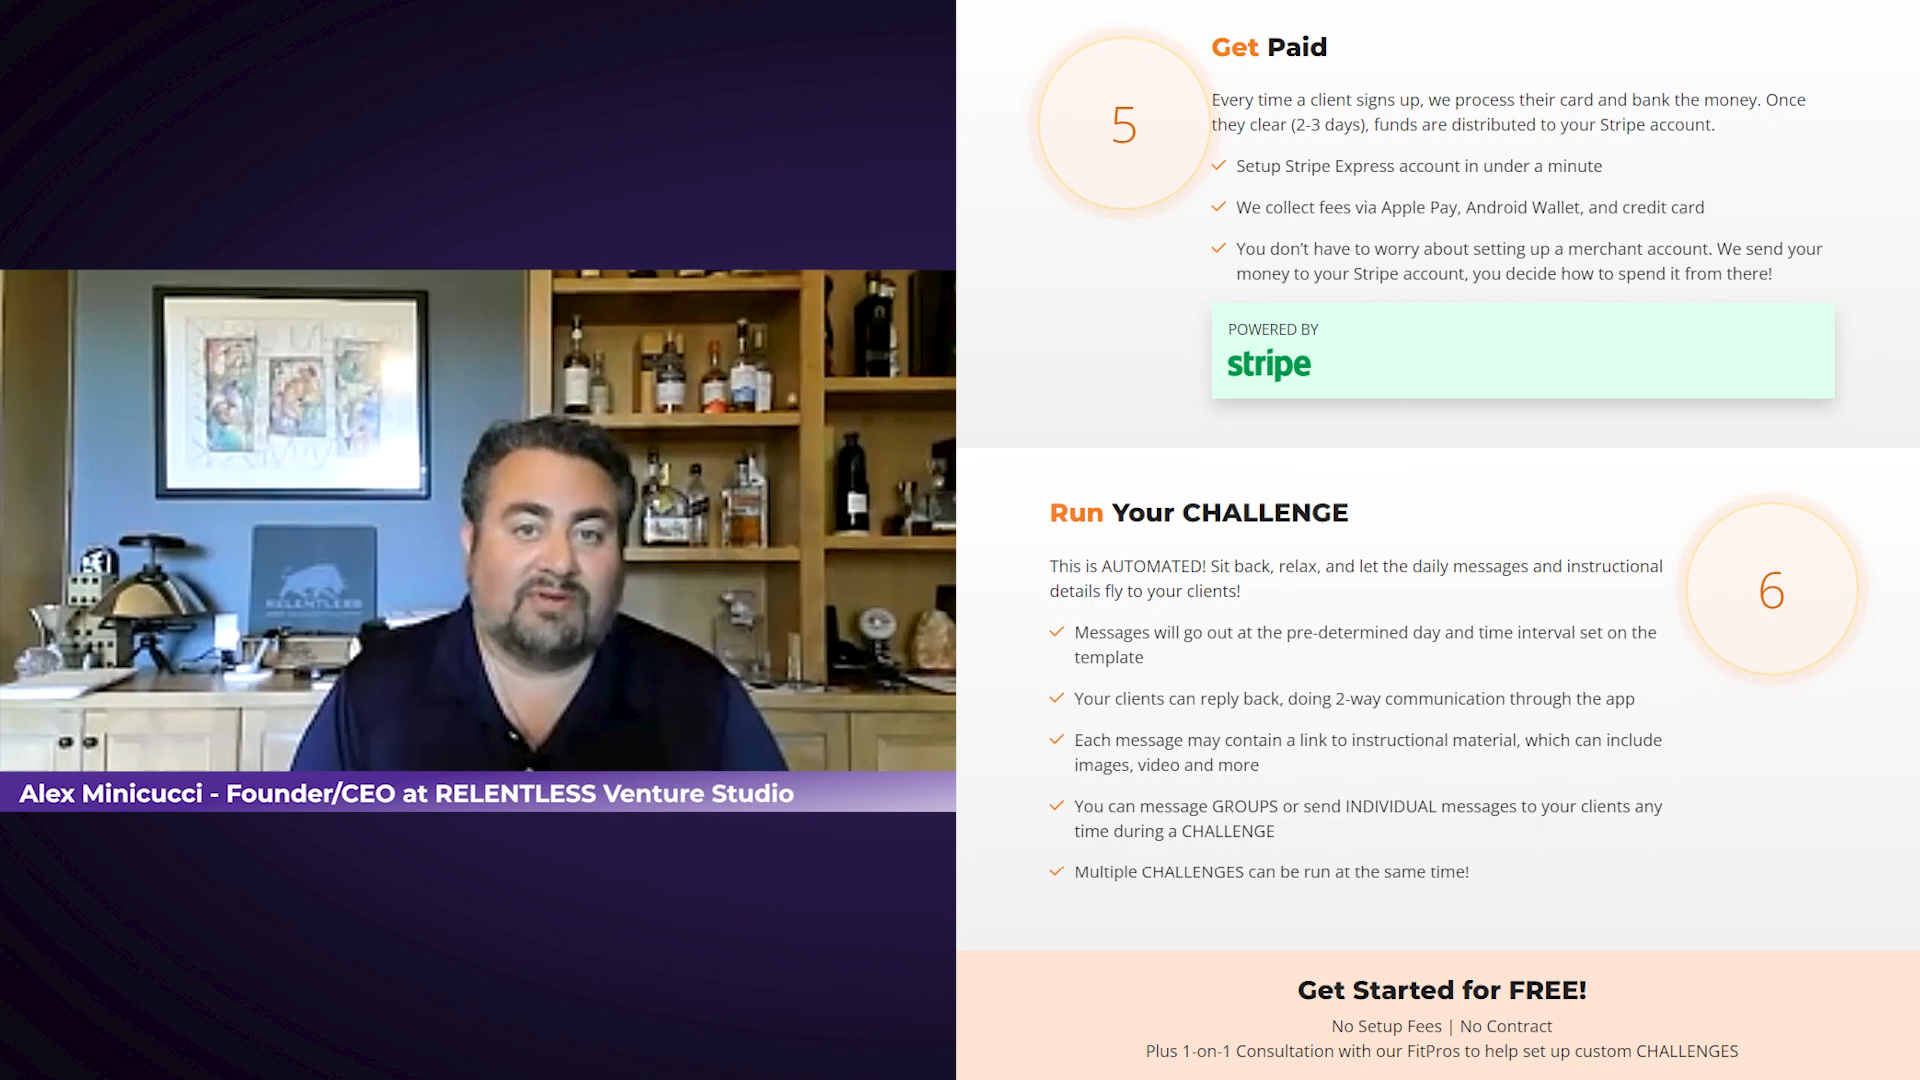 RELENTLESS
Alex Minicucci - Founder/CEO at RELENTLESS Venture Studio
Get Paid
5
Every time a client signs up, we process their card and bank the money. Once
they clear (2-3 days), funds are distributed to your Stripe account.
Setup Stripe Express account in under a minute
We collect fees via Apple Pay, Android Wallet, and credit card
You don’t have to worry about setting up a merchant account. We send your
money to your Stripe account, you decide how to spend it from there!
POWERED BY
stripe
Run Your CHALLENGE
6
This is AUTOMATED! Sit back, relax, and let the daily messages and instructional
details fly to your clients!
Messages will go out at the pre-determined day and time interval set on the
template
Your clients can reply back, doing 2-way communication through the app
Each message may contain a link to instructional material, which can include
images, video and more
You can message GROUPS or send INDIVIDUAL messages to your clients any
time during a CHALLENGE
Multiple CHALLENGES can be run at the same time!
Get Started for FREE!
No Setup Fees | No Contract
Plus 1-on-1 Consultation with our FitPros to help set up custom CHALLENGES